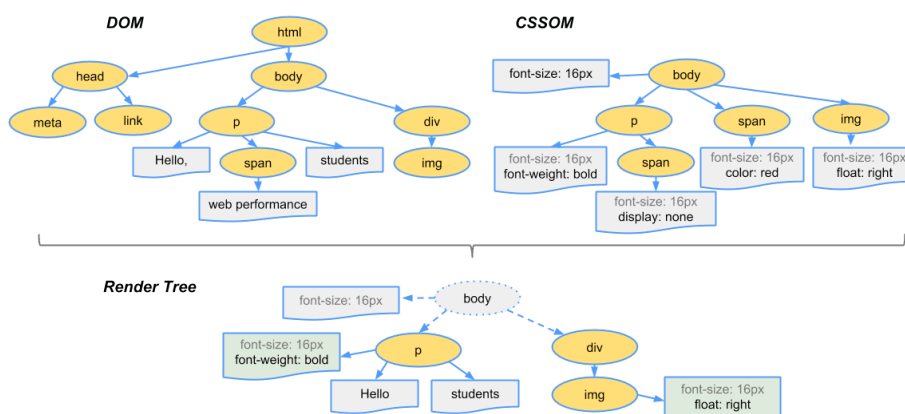 DOM
html
head
body
meta
link
p
div
Hello,
span
students
img
web performance
CSSOM
font-size: 16px
body
p
span
img
font-size: 16px
font-weight: bold
span
font-size: 16px
color: red
font-size: 16px
float: right
font-size: 16px
display: none
Render Tree
font-size: 16px
body
font-size: 16px
font-weight: bold
p
div
Hello
students
img
font-size: 16px
float: right